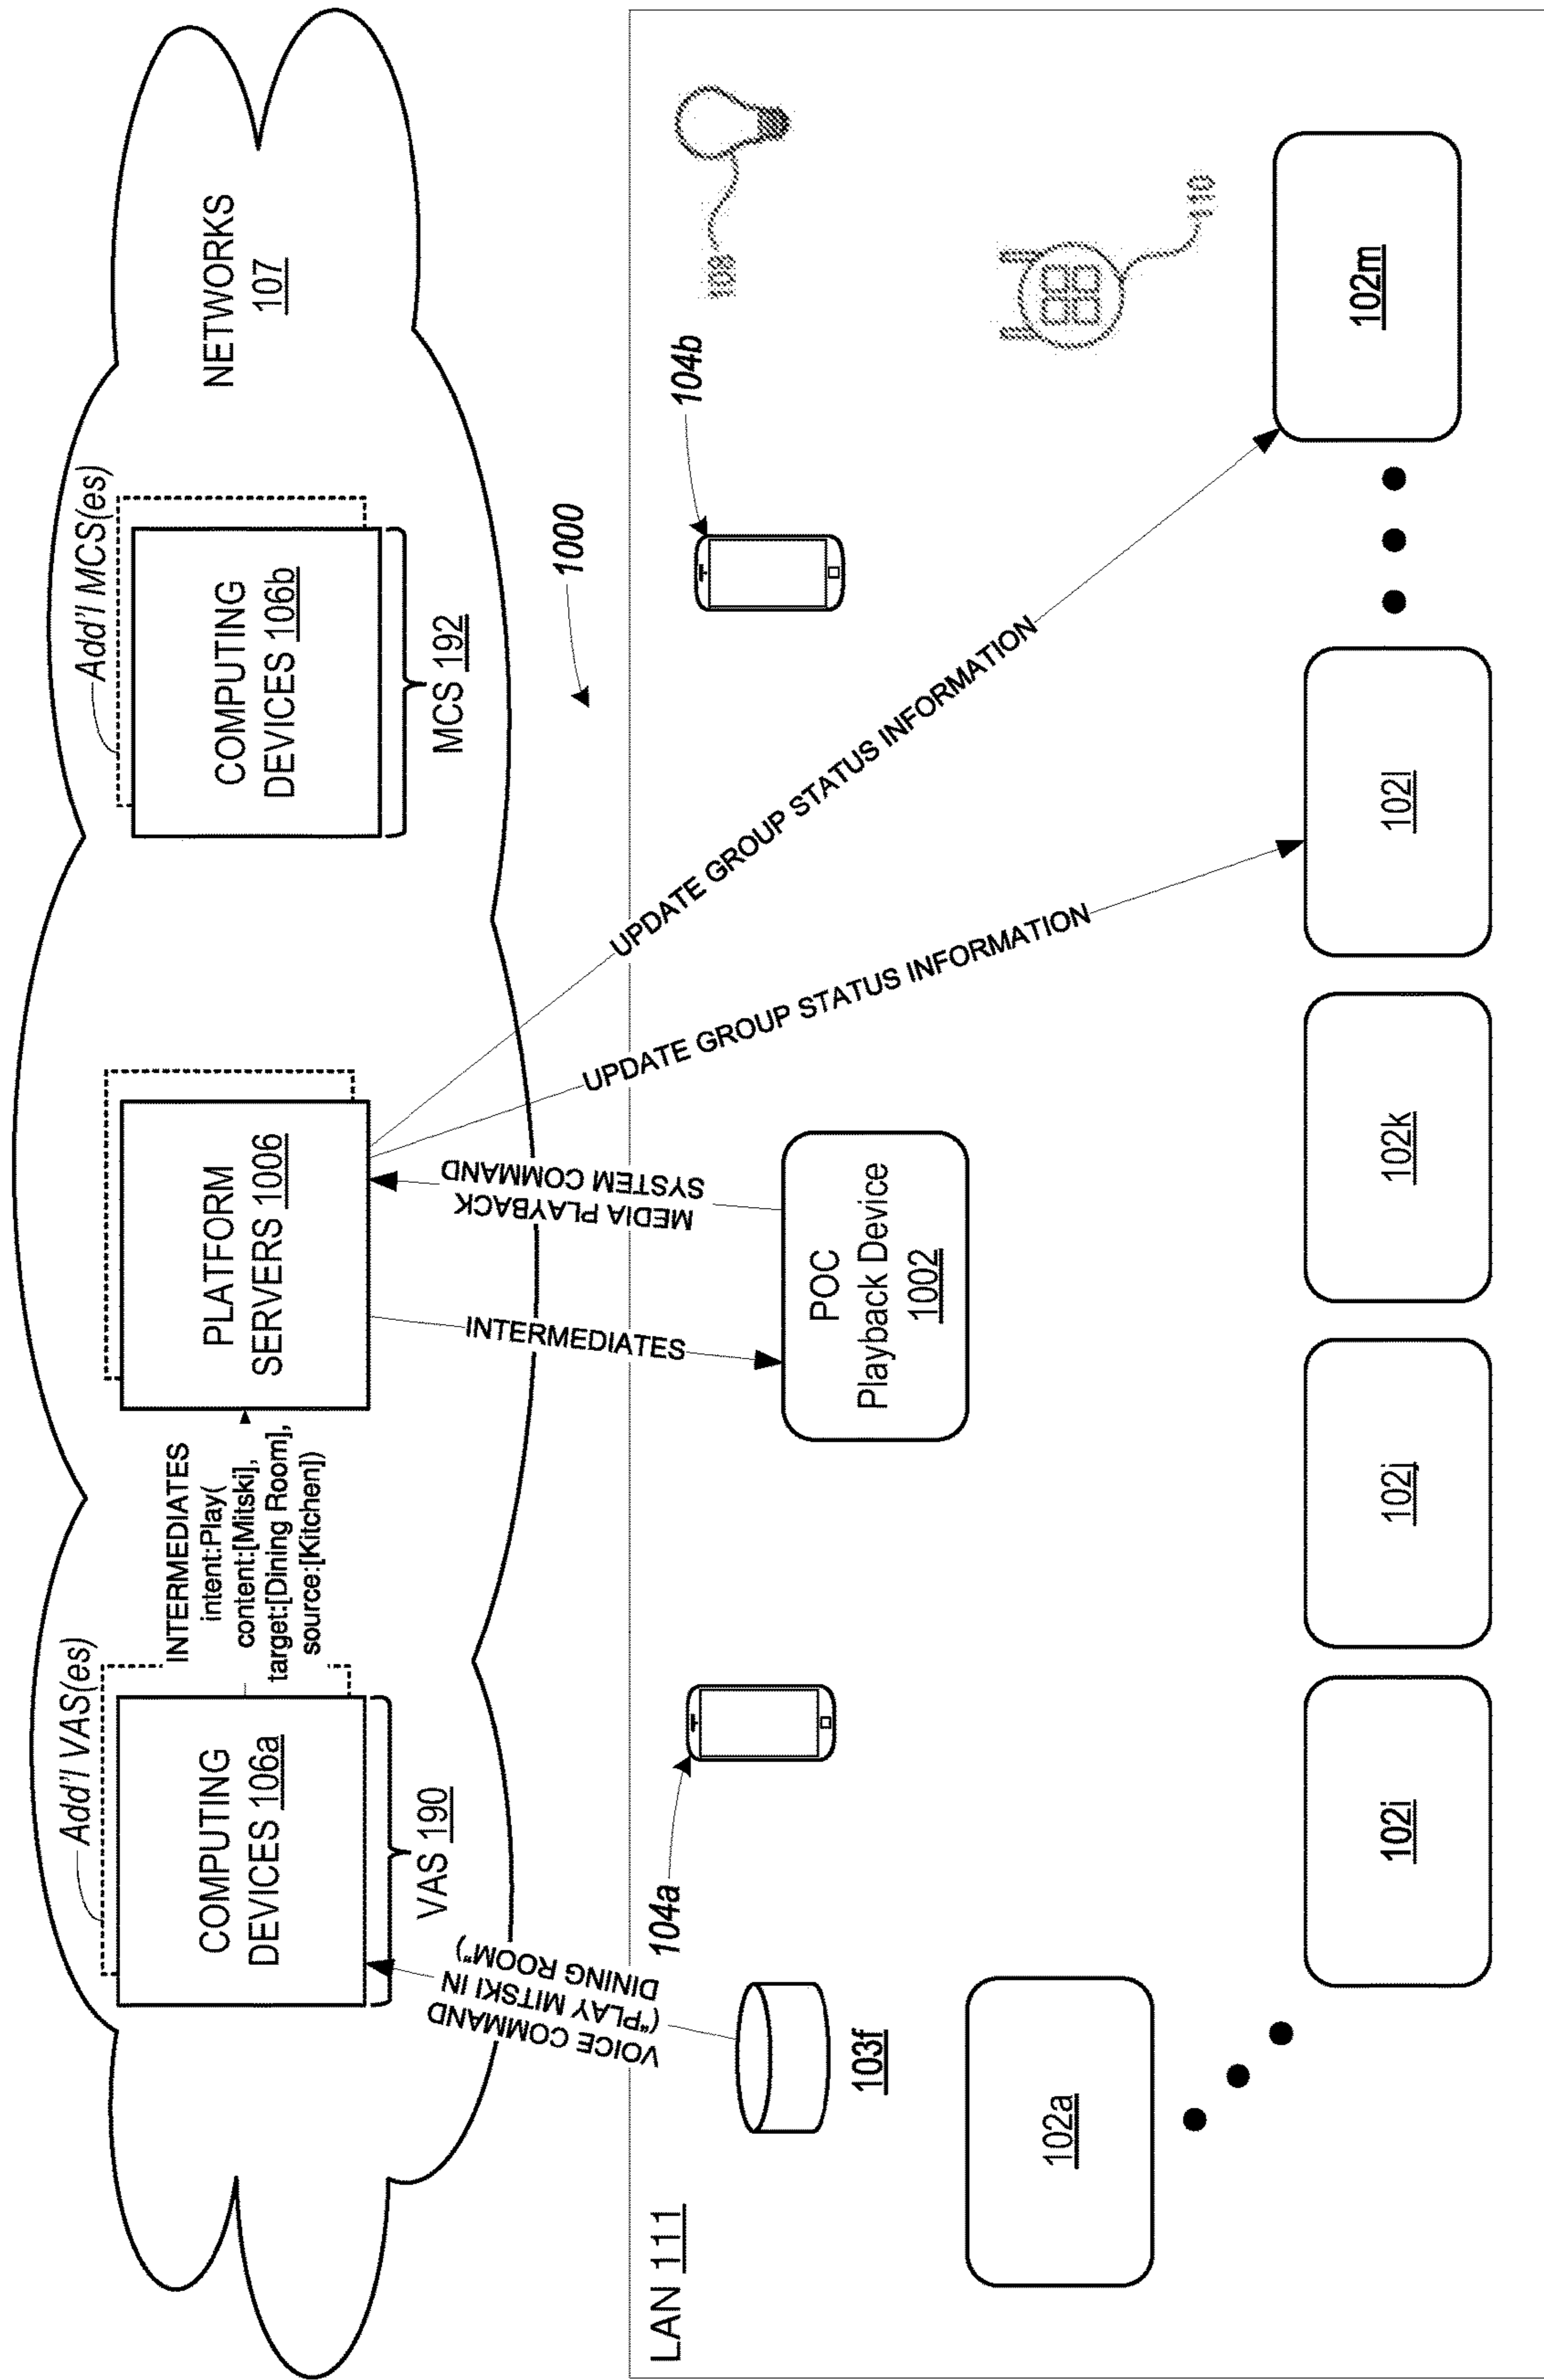 NETWORKS
107
Add'l VAS(es)
COMPUTING
DEVICES 106a
VAS 190
INTERMEDIATES
intent:Play(
content:[Mitski],
target:[Dining Room],
source:[Kitchen])
PLATFORM
SERVERS 1006
Add'l MCS(es)
COMPUTING
DEVICES 106b
MCS 192
1000
VOICE COMMAND
("PLAY MITSKI IN
DINING ROOM")
INTERMEDIATES
MEDIA PLAYBACK
SYSTEM COMMAND
UPDATE GROUP STATUS INFORMATION
UPDATE GROUP STATUS INFORMATION
LAN 111
103f
104a
POC
Playback Device
1002
104b
108
110
102a
102i
102j
102k
102l
102m